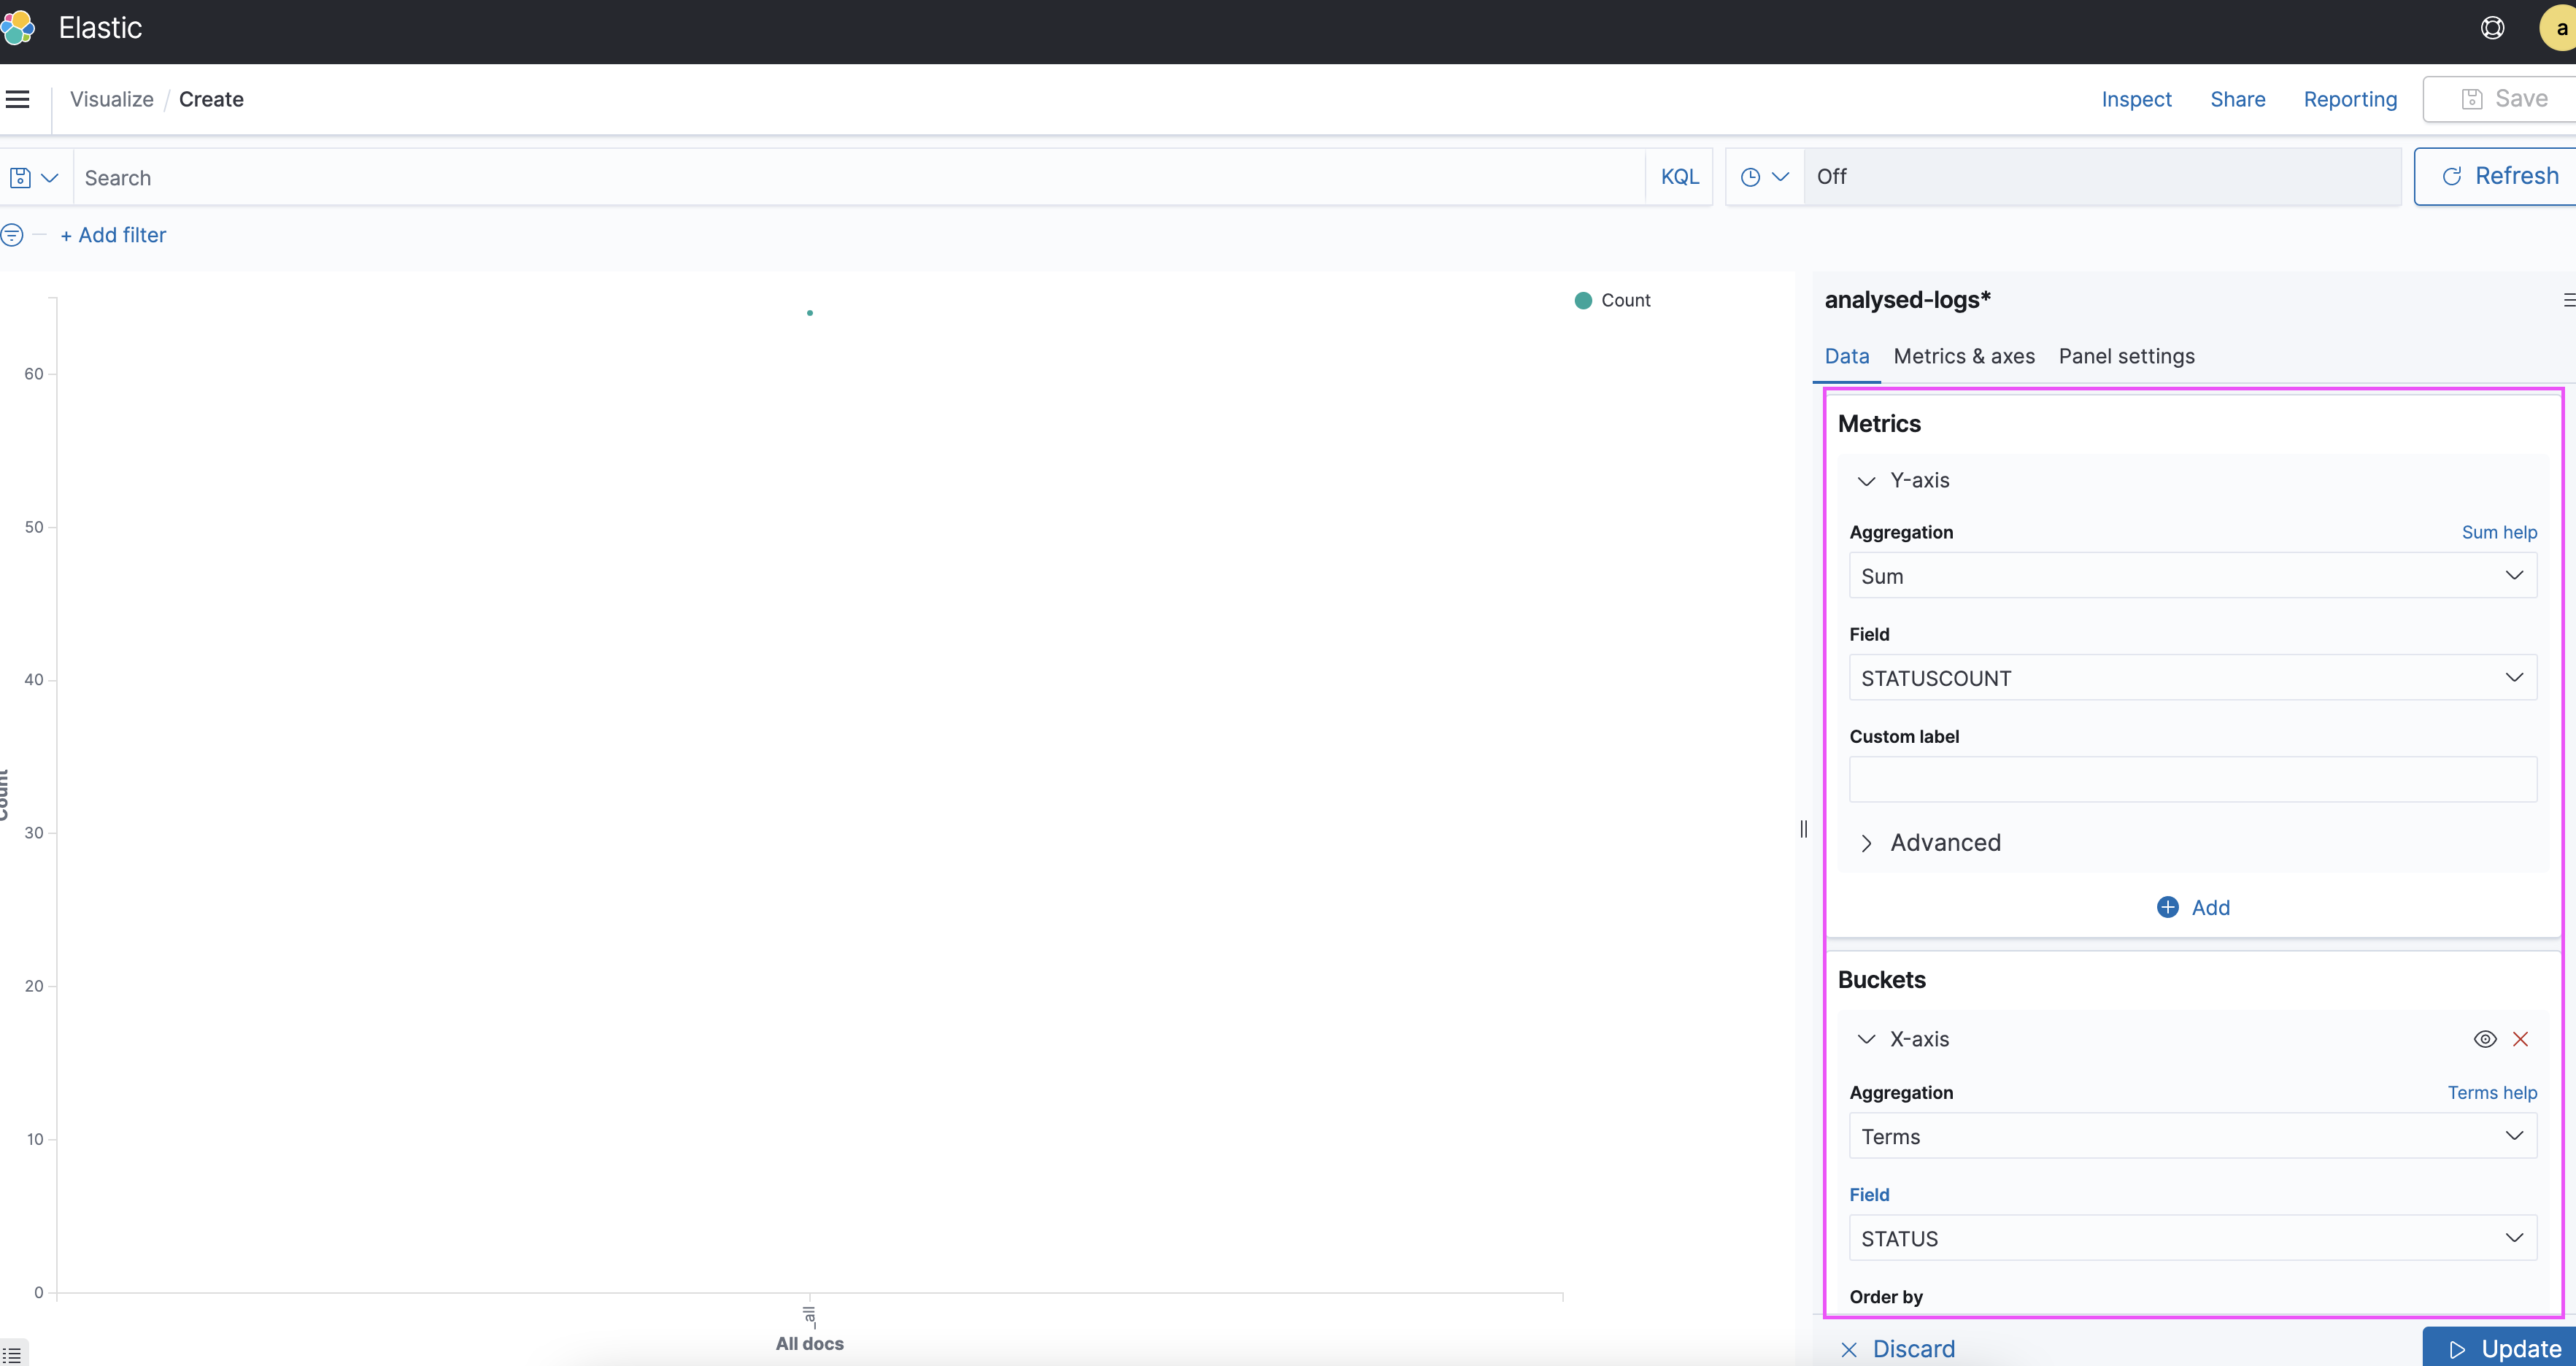 Elastic
a
Visualize / Create
Inspect
Share
Reporting
Save
Search
KQL
Off
Refresh
+ Add filter
Count
60
50
40
30
20
10
0
Count
_all
All docs
analysed-logs*
Data
Metrics & axes
Panel settings
Metrics
Y-axis
Aggregation
Sum help
Sum
Field
STATUSCOUNT
Custom label
Advanced
Add
Buckets
X-axis
Aggregation
Terms help
Terms
Field
STATUS
Order by
Discard
Update